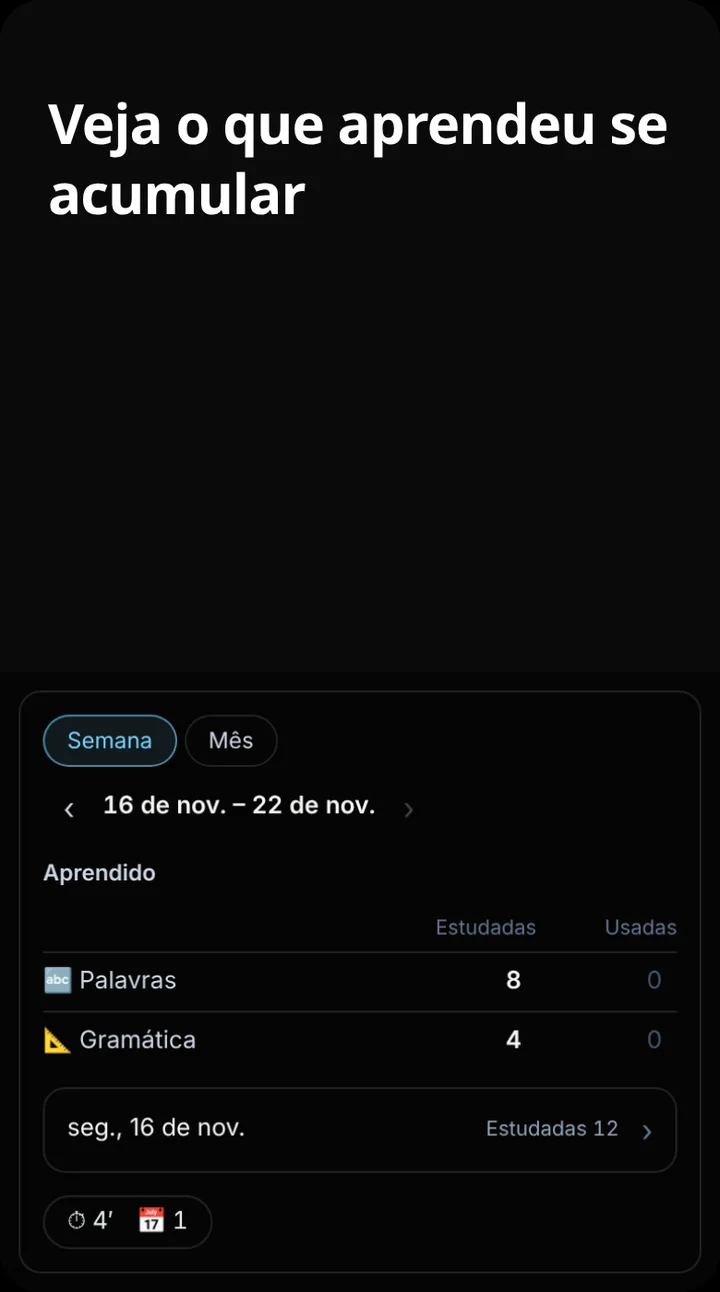 Veja o que aprendeu se
acumular
Semana Mês
‹ 16 de nov. – 22 de nov. ›
Aprendido
Estudadas Usadas
🔤 Palavras 8 0
📐 Gramática 4 0
seg., 16 de nov. Estudadas 12 ›
⏱ 4′ 📅 1